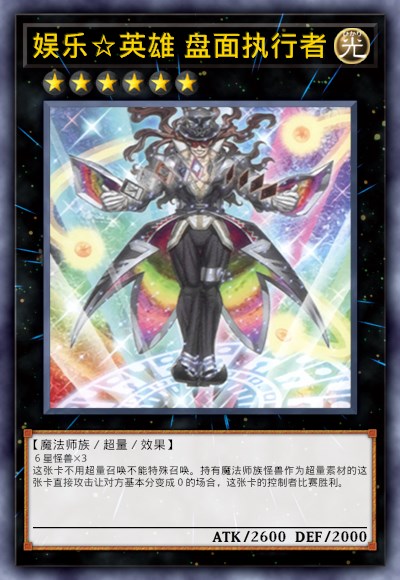 娱乐☆英雄 盘面执行者
光
【魔法师族/超量/效果】
6星怪兽×3
这张卡不用超量召唤不能特殊召唤。持有魔法师族怪兽作为超量素材的这
张卡直接攻击让对方基本分变成0的场合，这张卡的控制者比赛胜利。
ATK/2600 DEF/2000